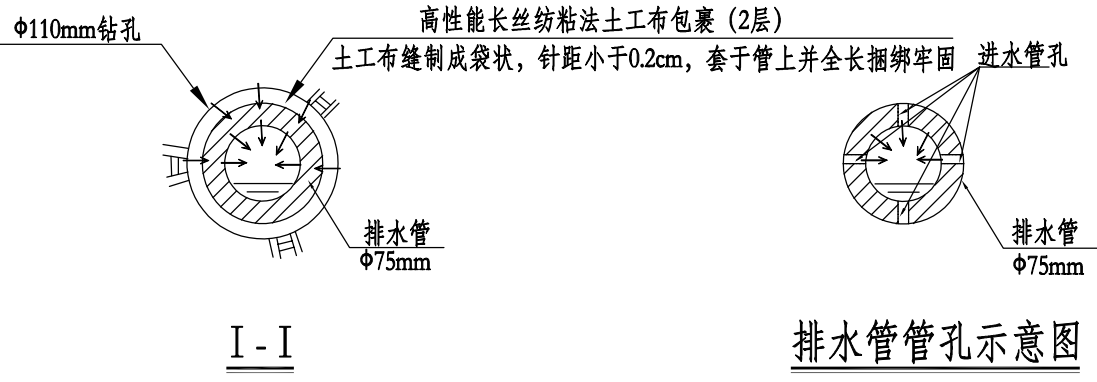 Φ110mm钻孔
高性能长丝纺粘法土工布包裹（2层）
土工布缝制成袋状，针距小于0.2cm，套于管上并全长捆绑牢固
进水管孔
排水管
Φ75mm
排水管
Φ75mm
I-I
排水管管孔示意图